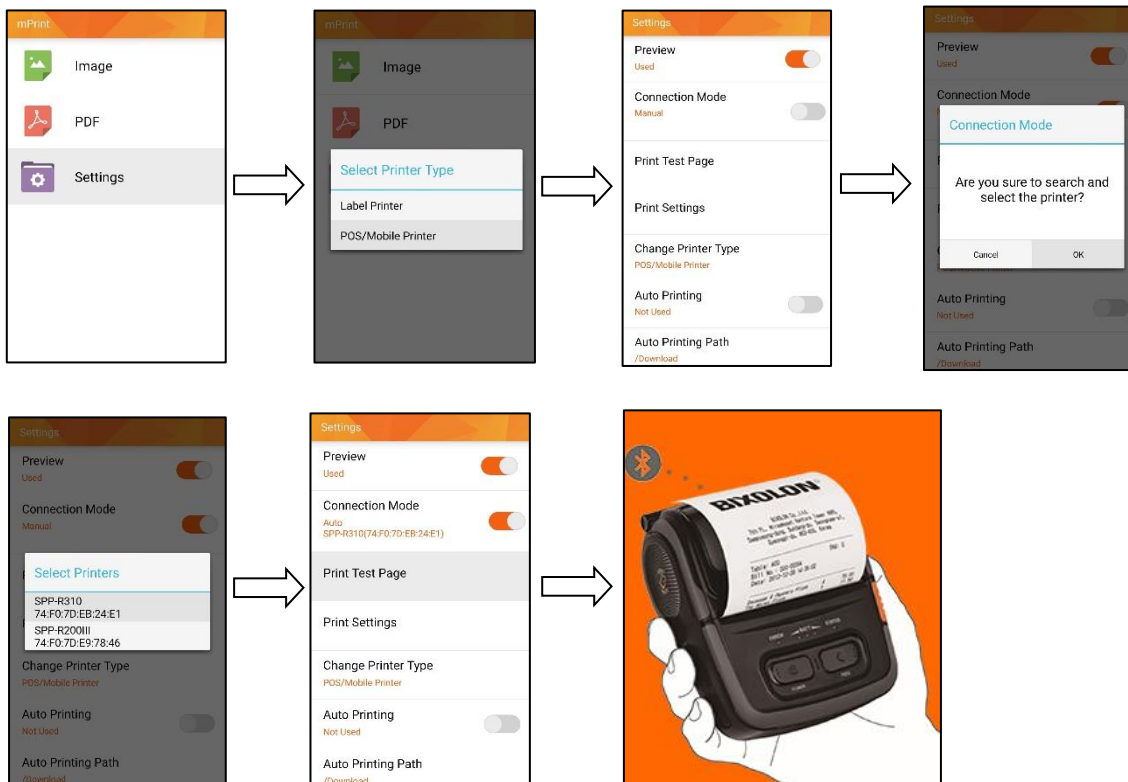 mPrint
Image
PDF
Settings
mPrint
Image
PDF
Select Printer Type
Label Printer
POS/Mobile Printer
Settings
Preview
Used
Connection Mode
Manual
Print Test Page
Print Settings
Change Printer Type
POS/Mobile Printer
Auto Printing
Not Used
Auto Printing Path
/Download
Settings
Preview
Used
Connection Mode
Connection Mode
Are you sure to search and
select the printer?
Cancel
OK
Auto Printing
Not Used
Auto Printing Path
/Download
Settings
Preview
Used
Connection Mode
Manual
Select Printers
SPP-R310
74:F0:7D:EB:24:E1
SPP-R200III
74:F0:7D:E9:78:46
Change Printer Type
POS/Mobile Printer
Auto Printing
Not Used
Auto Printing Path
/Download
Settings
Preview
Used
Connection Mode
Auto
SPP-R310(74:F0:7D:EB:24:E1)
Print Test Page
Print Settings
Change Printer Type
POS/Mobile Printer
Auto Printing
Not Used
Auto Printing Path
/Download
BIXOLON